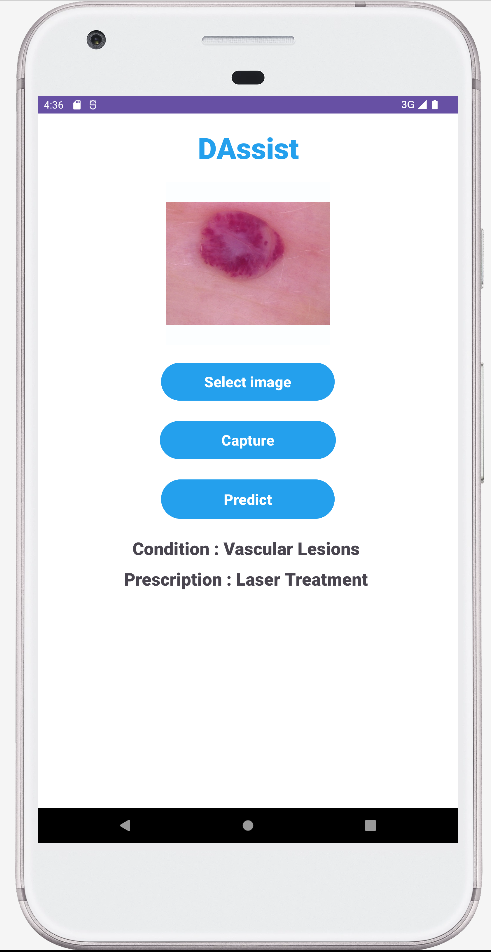 4:36 3G
DAssist
Select image
Capture
Predict
Condition : Vascular Lesions
Prescription : Laser Treatment